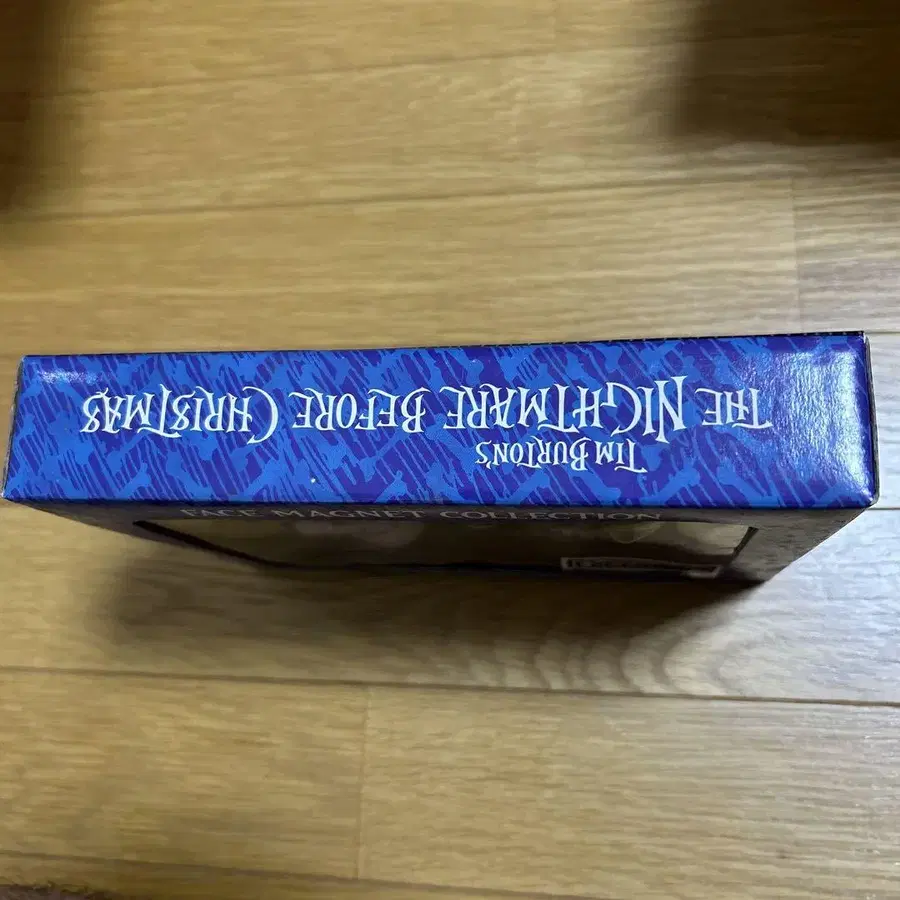 TIM BURTON'S
THE NIGHTMARE BEFORE CHRISTMAS
FACE MAGNET COLLECTION